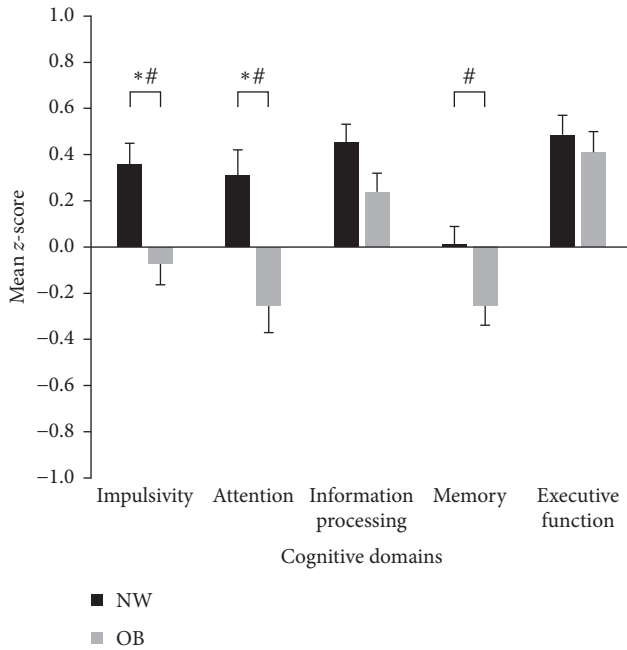 1.0
0.8
0.6
0.4
0.2
0.0
−0.2
−0.4
−0.6
−0.8
−1.0
Mean z-score
*#
*#
#
Impulsivity
Attention
Information
processing
Memory
Executive
function
Cognitive domains
NW
OB